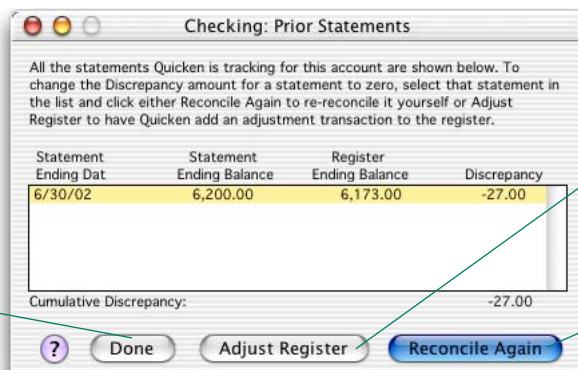 Checking: Prior Statements
All the statements Quicken is tracking for this account are shown below. To
change the Discrepancy amount for a statement to zero, select that statement in
the list and click either Reconcile Again to re-reconcile it yourself or Adjust
Register to have Quicken add an adjustment transaction to the register.
Statement Statement Register
Ending Dat Ending Balance Ending Balance Discrepancy
6/30/02 6,200.00 6,173.00 -27.00
Cumulative Discrepancy: -27.00
? Done Adjust Register Reconcile Again